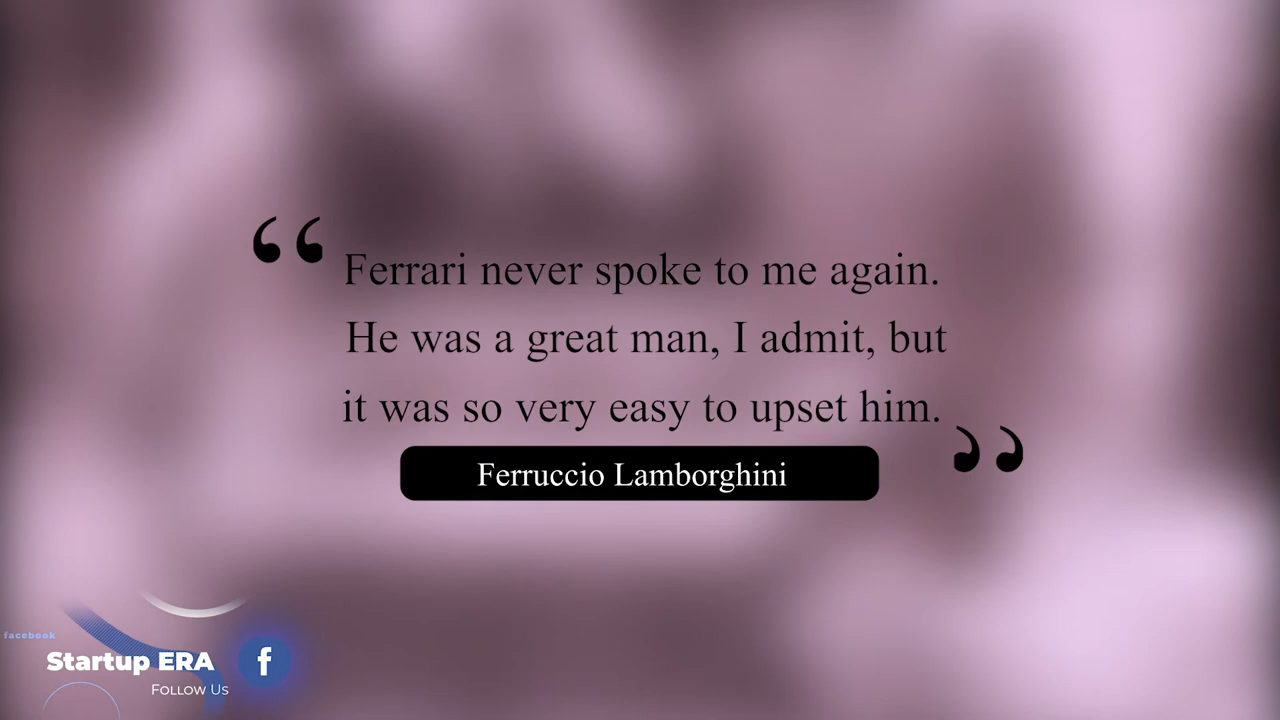 “ Ferrari never spoke to me again.
He was a great man, I admit, but
it was so very easy to upset him. ”
Ferruccio Lamborghini
facebook
Startup ERA
f
Follow Us